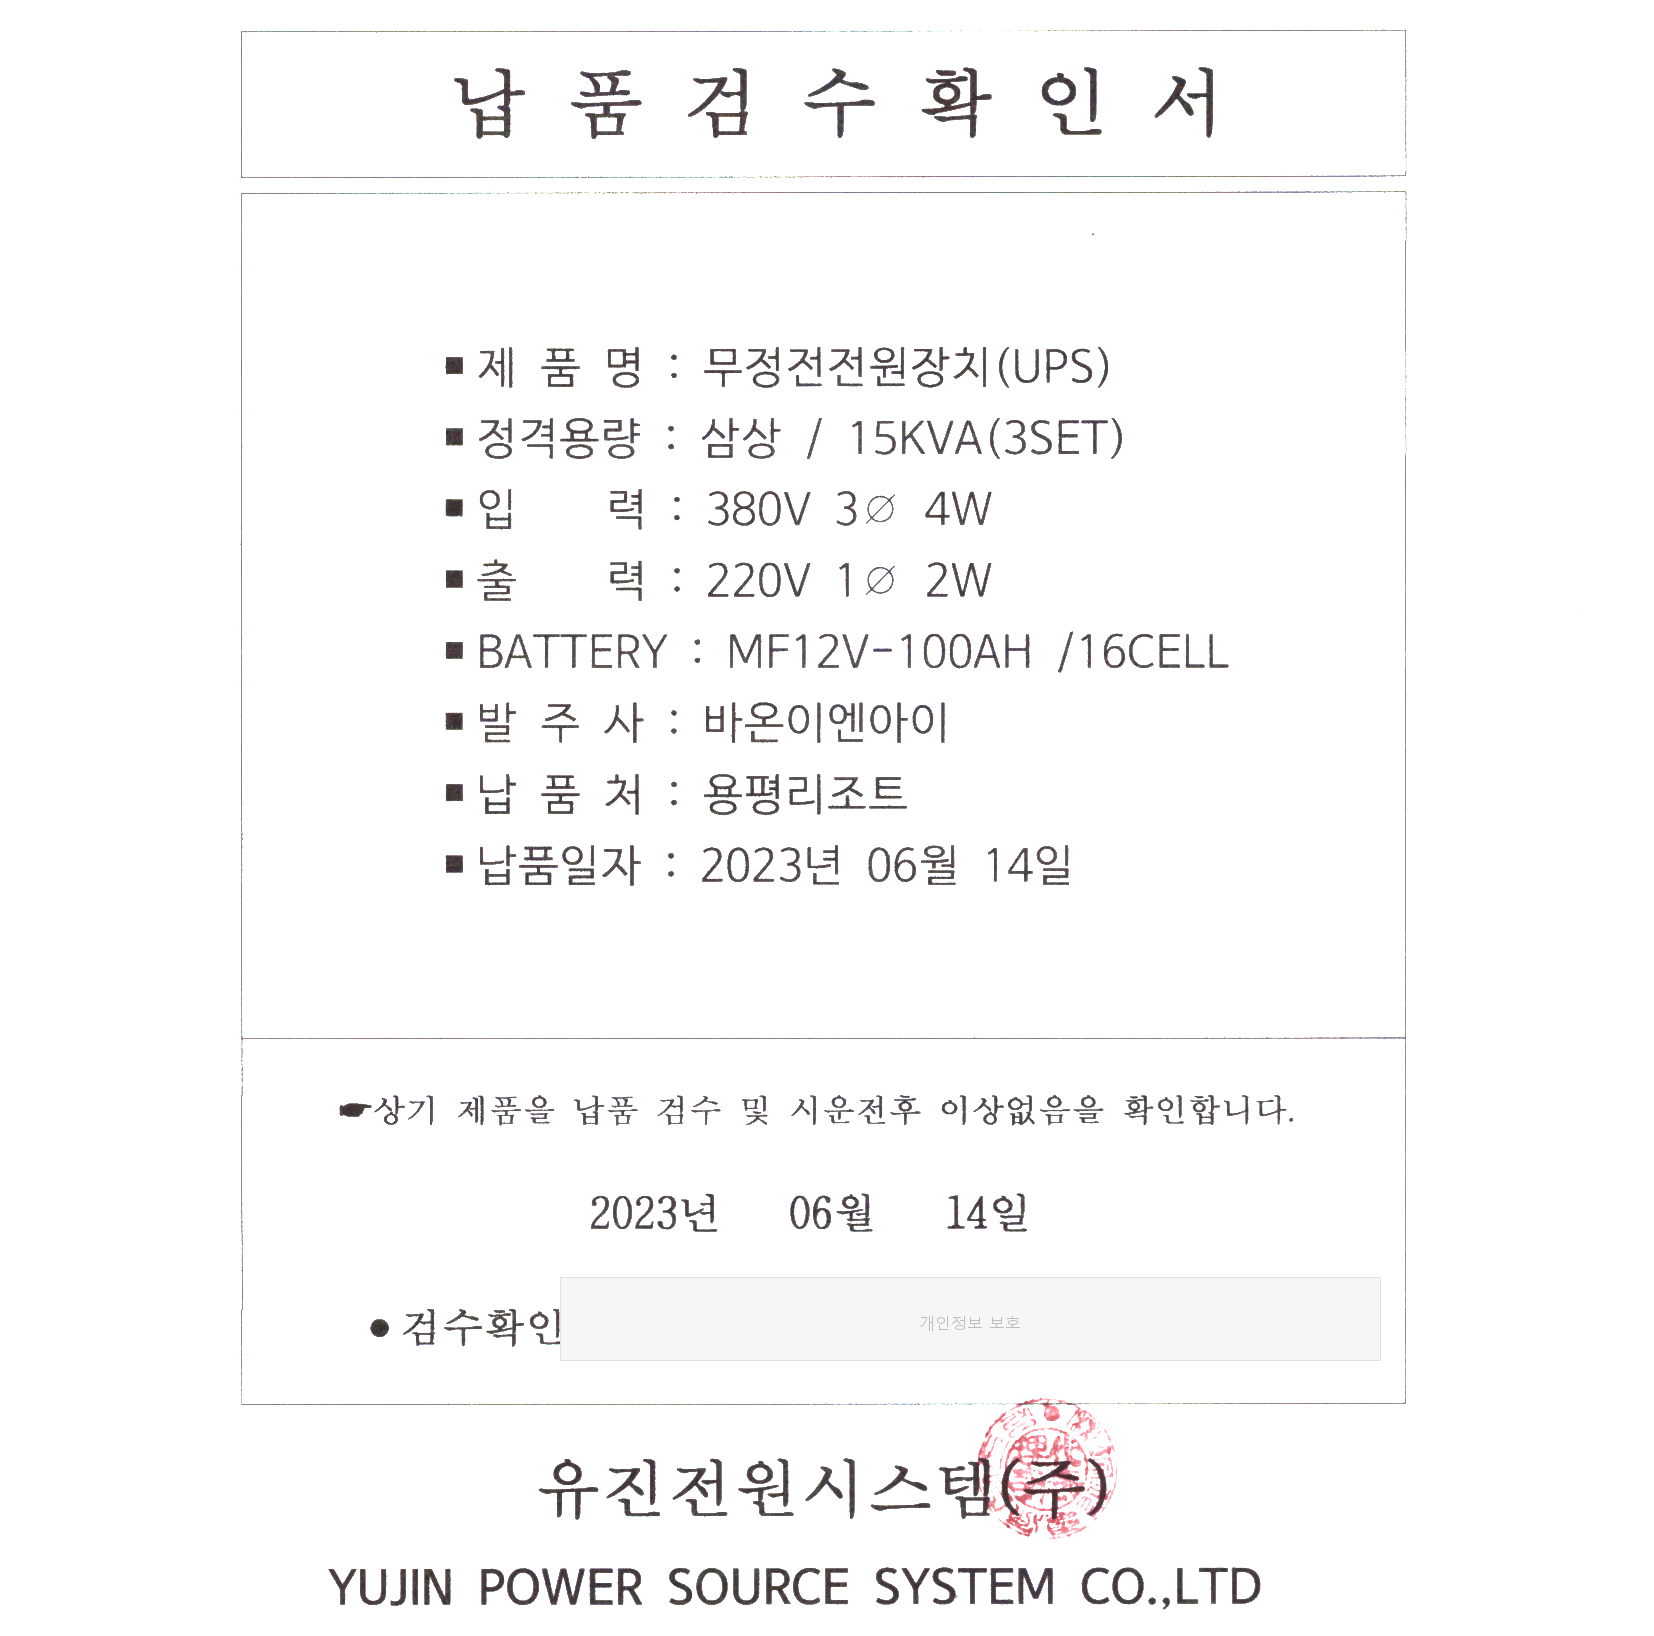 납 품 검 수 확 인 서
■ 제 품 명 : 무정전전원장치(UPS)
■ 정격용량 : 삼상 / 15KVA(3SET)
■ 입 력 : 380V 3∅ 4W
■ 출 력 : 220V 1∅ 2W
■ BATTERY : MF12V-100AH /16CELL
■ 발 주 사 : 바온이엔아이
■ 납 품 처 : 용평리조트
■ 납품일자 : 2023년 06월 14일
☛상기 제품을 납품 검수 및 시운전후 이상없음을 확인합니다.
2023년 06월 14일
● 검수확인
개인정보 보호
유진전원시스템(주)
YUJIN POWER SOURCE SYSTEM CO.,LTD